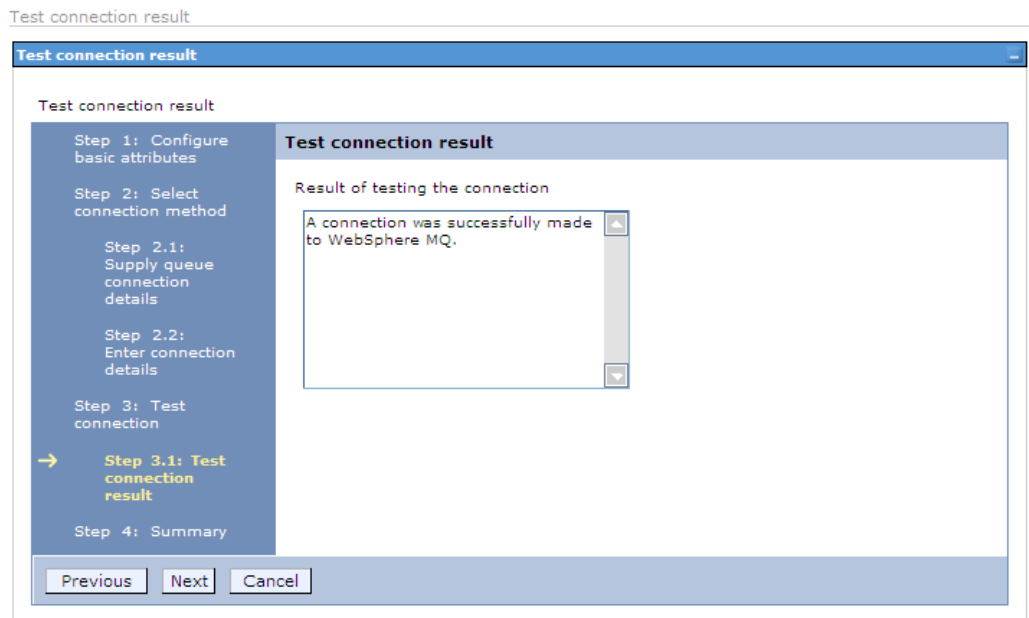 Test connection result
Test connection result
Test connection result
Step 1: Configure
basic attributes
Step 2: Select
connection method
Step 2.1:
Supply queue
connection
details
Step 2.2:
Enter connection
details
Step 3: Test
connection
Step 3.1: Test
connection
result
Step 4: Summary
Test connection result
Result of testing the connection
A connection was successfully made
to WebSphere MQ.
Previous Next Cancel